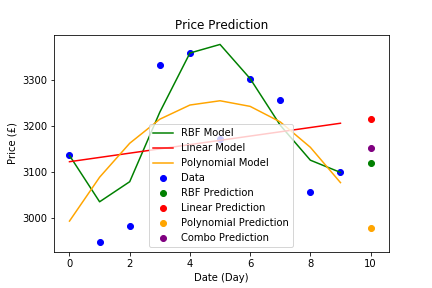 Price Prediction
Price (£)
3300
3200
3100
3000
RBF Model
Linear Model
Polynomial Model
Data
RBF Prediction
Linear Prediction
Polynomial Prediction
Combo Prediction
0 2 4 6 8 10
Date (Day)